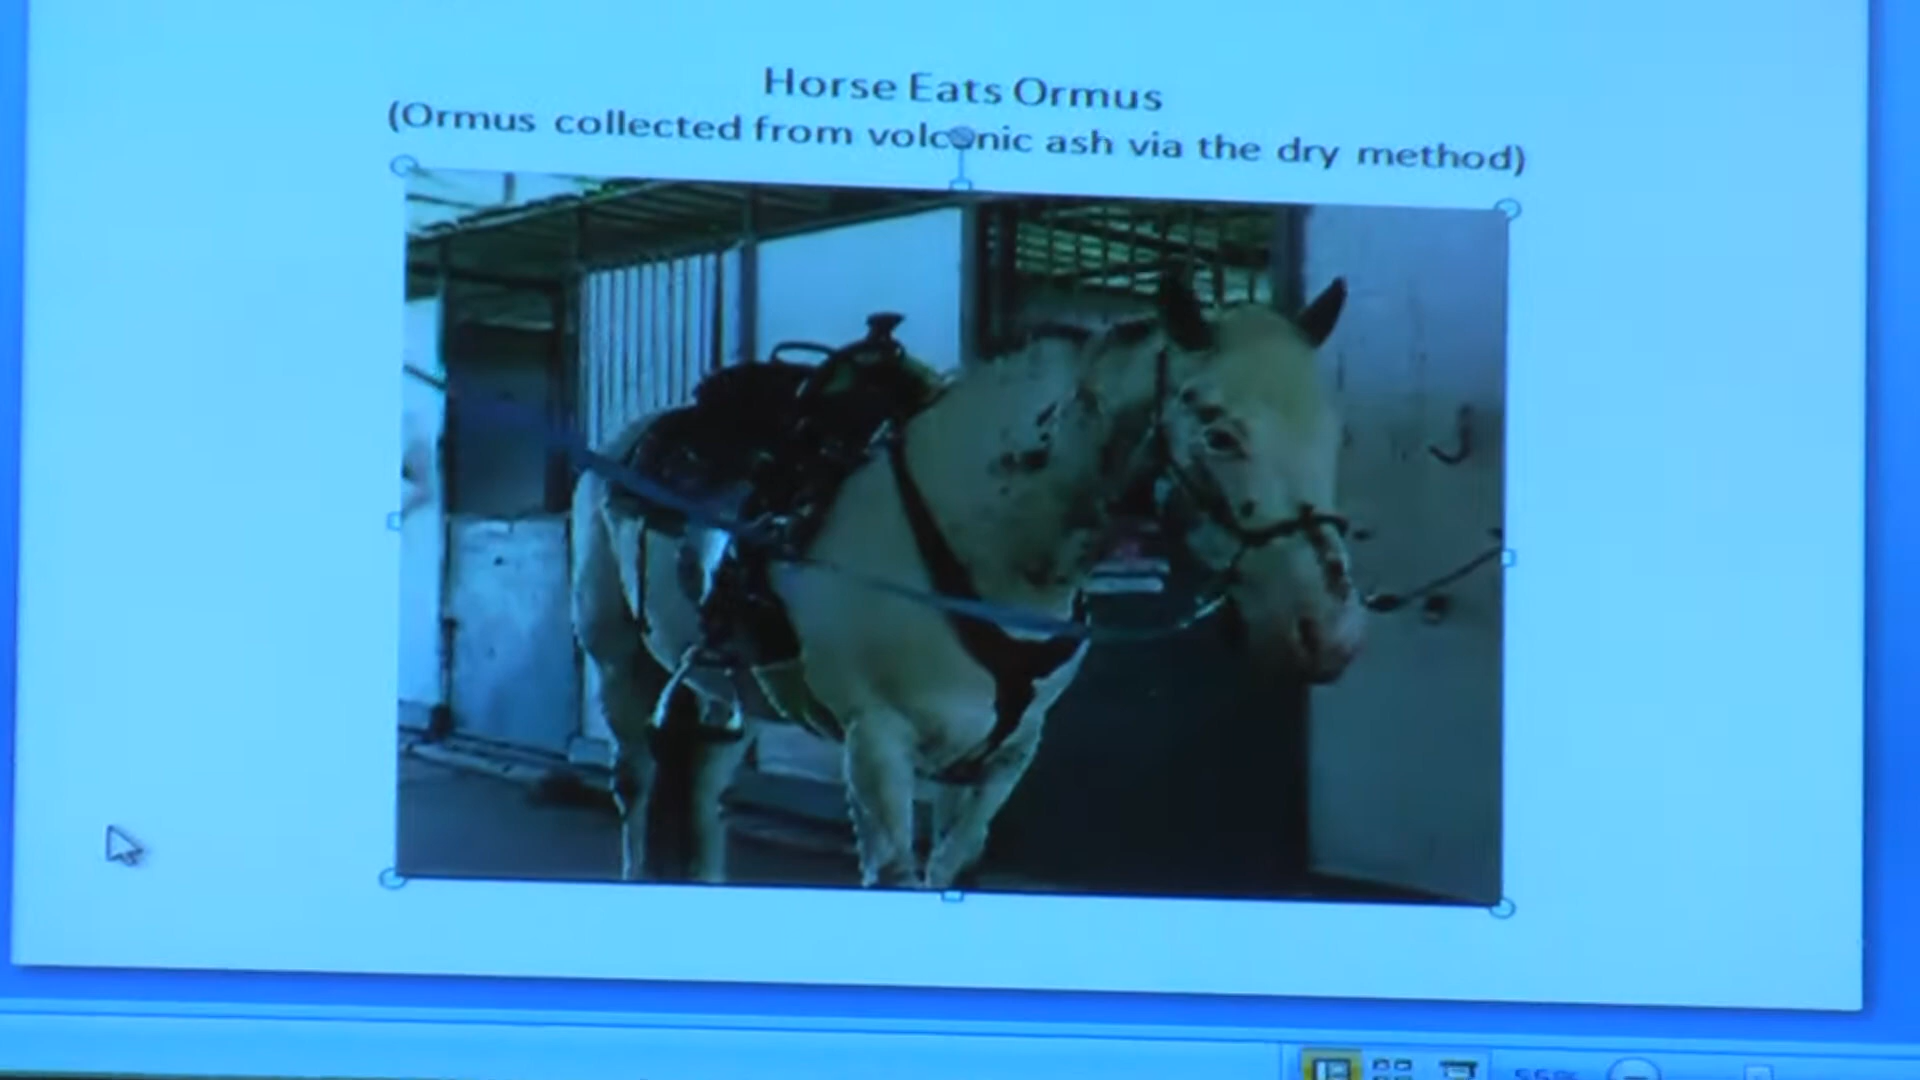 Horse Eats Ormus
(Ormus collected from volcanic ash via the dry method)